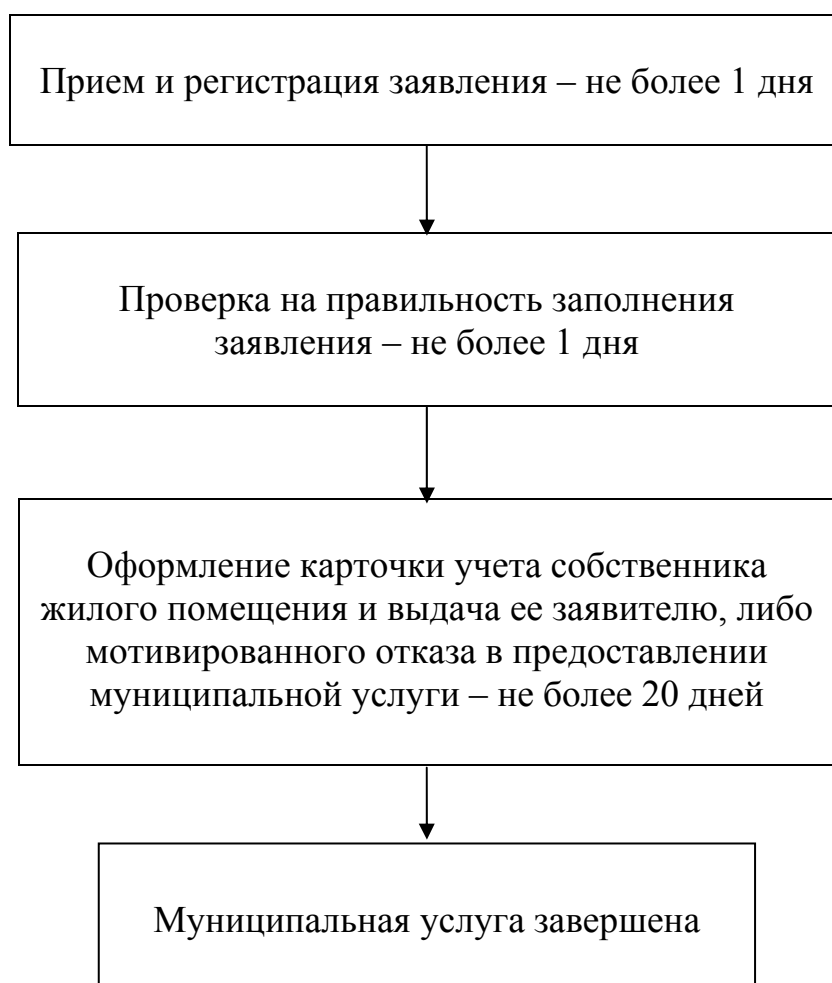 Прием и регистрация заявления – не более 1 дня
Проверка на правильность заполнения
заявления – не более 1 дня
Оформление карточки учета собственника
жилого помещения и выдача ее заявителю, либо
мотивированного отказа в предоставлении
муниципальной услуги – не более 20 дней
Муниципальная услуга завершена